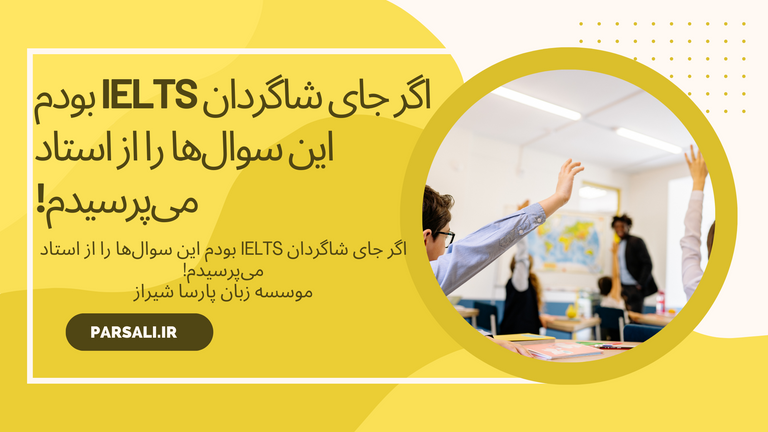 اگر جای شاگردان IELTS بودم
این سوال‌ها را از استاد
می‌پرسیدم!
اگر جای شاگردان IELTS بودم این سوال‌ها را از استاد
می‌پرسیدم!
موسسه زبان پارسا شیراز
PARSALI.IR